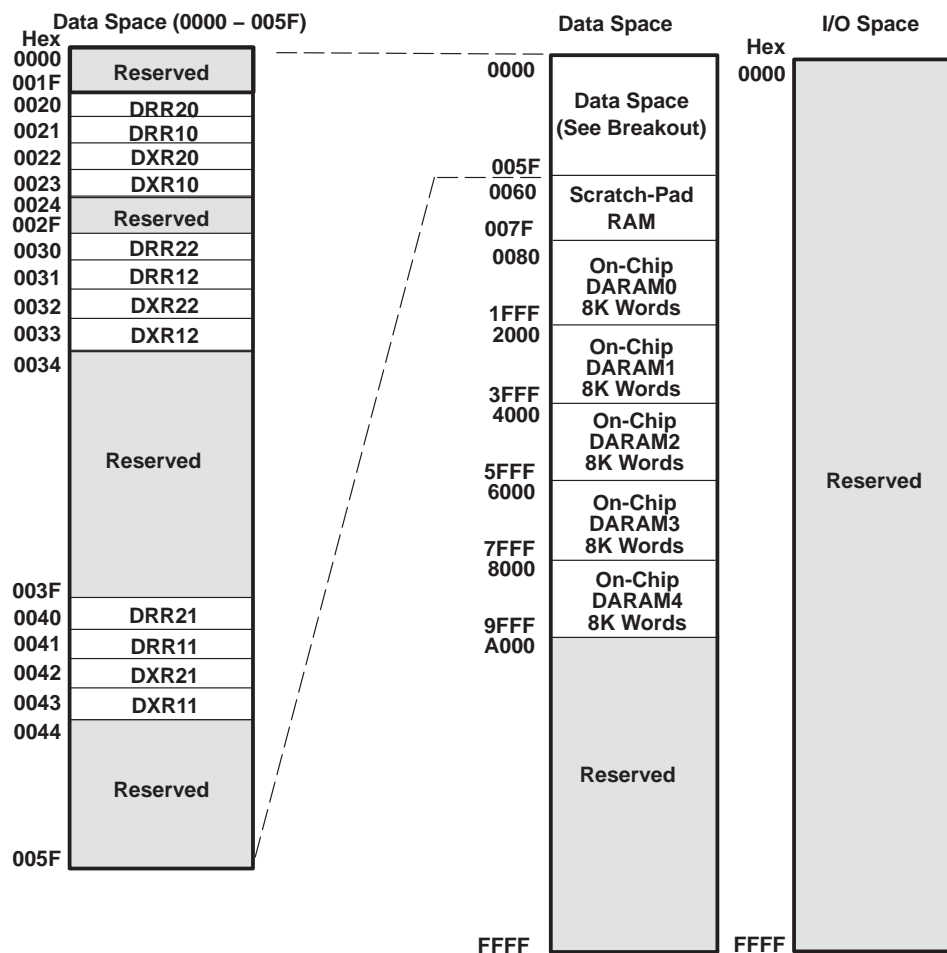 Data Space (0000 – 005F)
Hex
0000
Reserved
001F
0020
DRR20
0021
DRR10
0022
DXR20
0023
DXR10
0024
Reserved
002F
0030
DRR22
0031
DRR12
0032
DXR22
0033
DXR12
0034
Reserved
003F
0040
DRR21
0041
DRR11
0042
DXR21
0043
DXR11
0044
Reserved
005F
Data Space
0000
Data Space
(See Breakout)
005F
0060
Scratch-Pad
RAM
007F
0080
On-Chip
DARAM0
8K Words
1FFF
2000
On-Chip
DARAM1
8K Words
3FFF
4000
On-Chip
DARAM2
8K Words
5FFF
6000
On-Chip
DARAM3
8K Words
7FFF
8000
On-Chip
DARAM4
8K Words
9FFF
A000
Reserved
FFFF
I/O Space
Hex
0000
Reserved
FFFF